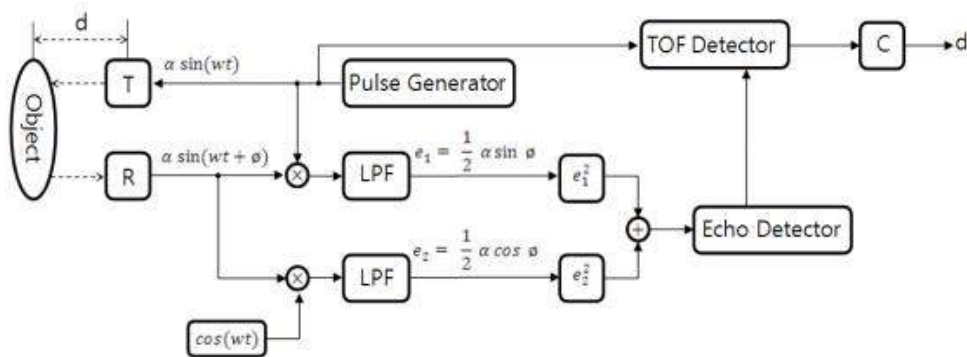 d
TOF Detector
C
d
α sin(wt)
T
Pulse Generator
Object
α sin(wt + ø)
R
×
LPF
e₁ = 1/2 α sin ø
e₁²
+
Echo Detector
×
LPF
e₂ = 1/2 α cos ø
e₂²
cos(wt)